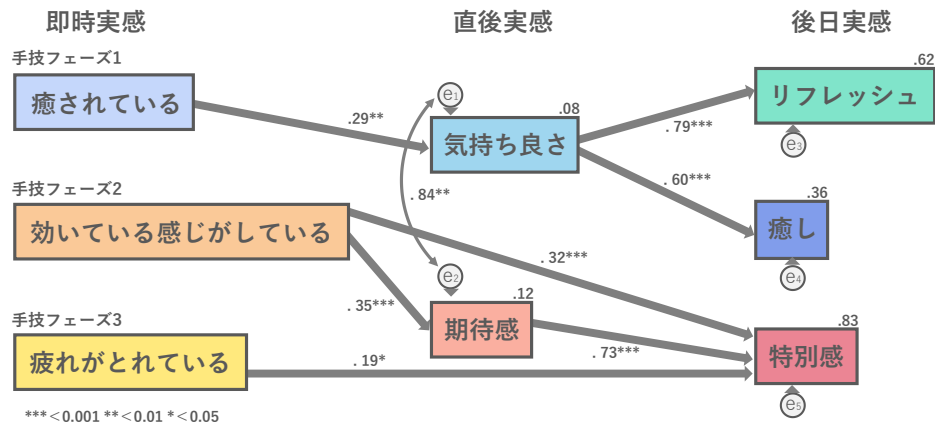 即時実感
直後実感
後日実感
手技フェーズ1
癒されている
.29**
e1
.08
気持ち良さ
. 79***
. 60***
.62
リフレッシュ
e3
.36
癒し
e4
. 84**
手技フェーズ2
効いている感じがしている
. 32***
. 35***
e2
.12
期待感
. 73***
.83
特別感
e5
手技フェーズ3
疲れがとれている
. 19*
***＜0.001 **＜0.01 *＜0.05